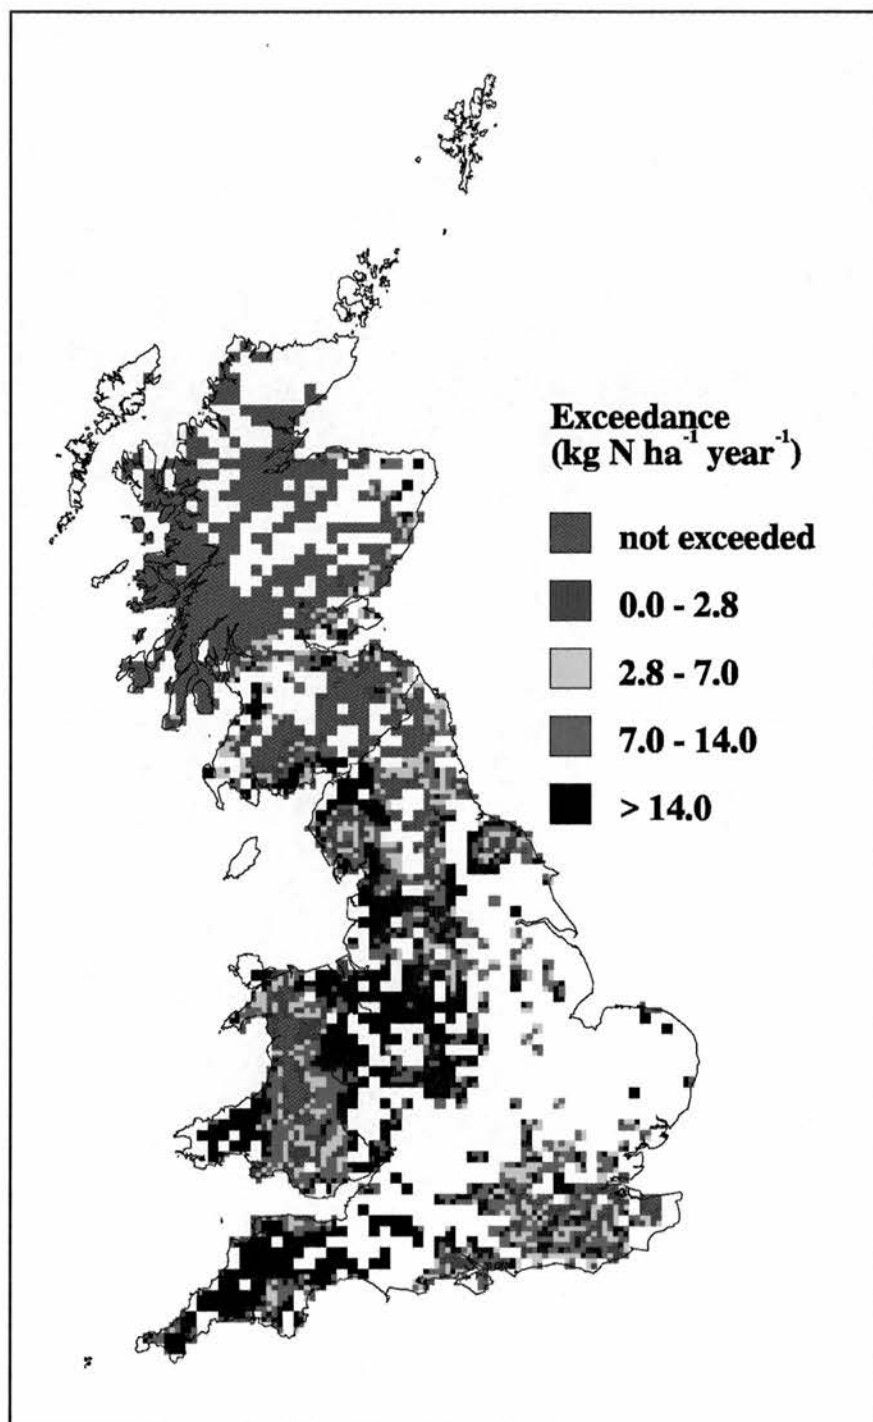 Exceedance
(kg N ha⁻¹ year⁻¹)
not exceeded
0.0 - 2.8
2.8 - 7.0
7.0 - 14.0
> 14.0